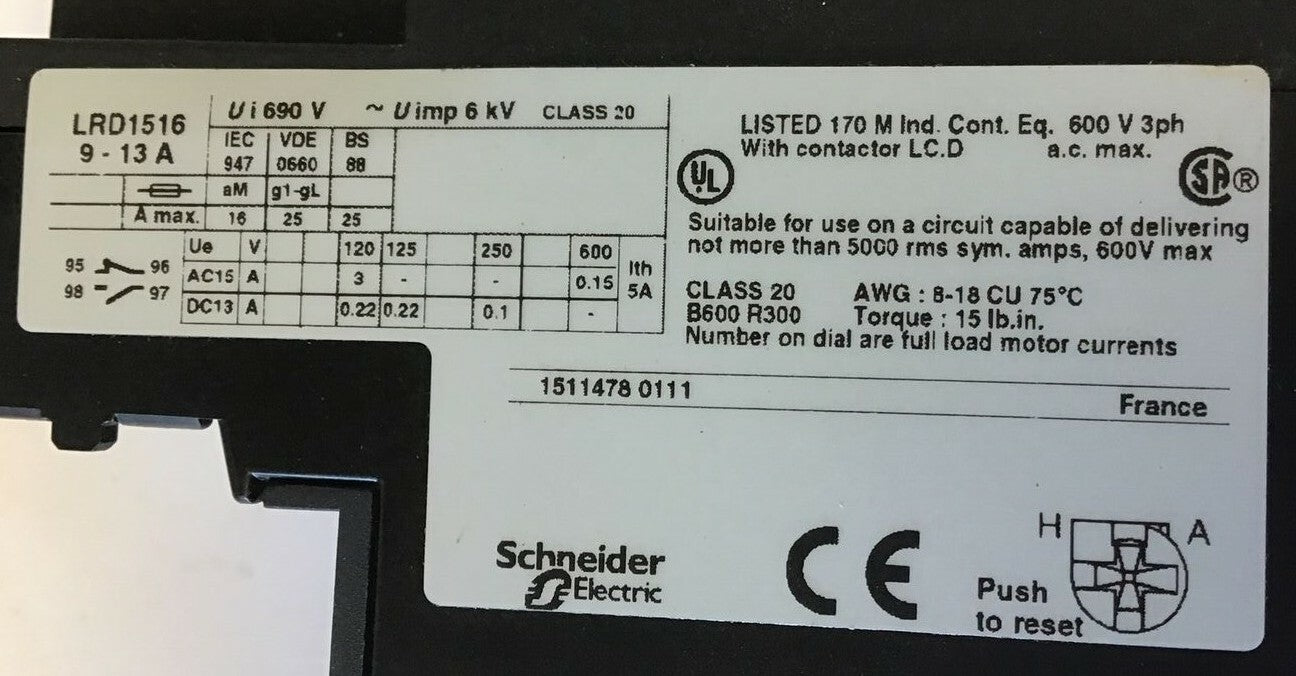 LRD1516
9 - 13 A
Ui 690 V ~ Uimp 6 kV CLASS 20
IEC VDE BS
947 0660 88
aM g1-gL
A max. 16 25 25
Ue V 120 125 250 600
AC15 A 3 - - 0.15
DC13 A 0.22 0.22 0.1 -
Ith
5A
95 96
98 97
LISTED 170 M Ind. Cont. Eq. 600 V 3ph
With contactor LC.D a.c. max.
UL
SA®
Suitable for use on a circuit capable of delivering
not more than 5000 rms sym. amps, 600V max
CLASS 20 AWG : 8-18 CU 75°C
B600 R300 Torque : 15 lb.in.
Number on dial are full load motor currents
1511478 0111
France
Schneider
Electric
CE
H A
Push
to reset